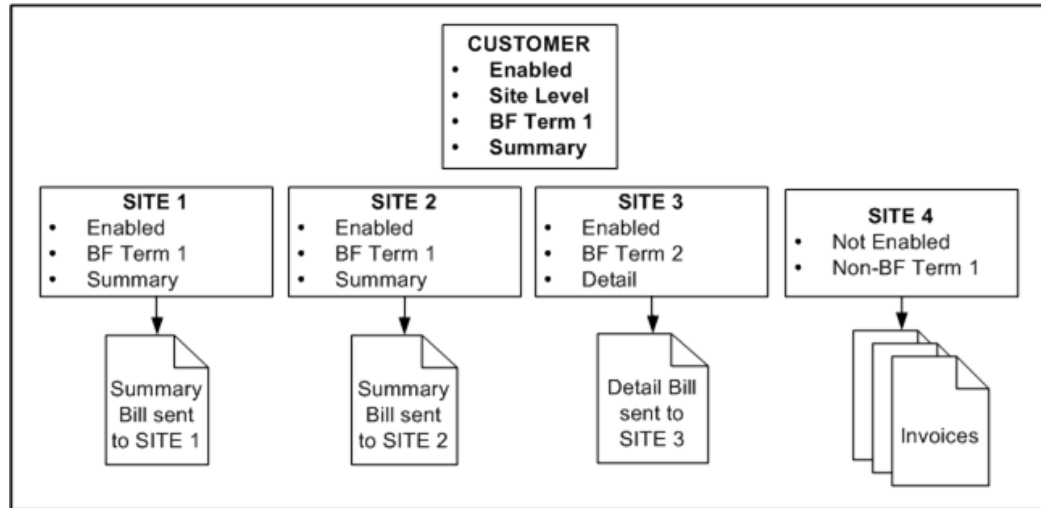 CUSTOMER
• Enabled
• Site Level
• BF Term 1
• Summary
SITE 1
• Enabled
• BF Term 1
• Summary
SITE 2
• Enabled
• BF Term 1
• Summary
SITE 3
• Enabled
• BF Term 2
• Detail
SITE 4
• Not Enabled
• Non-BF Term 1
Summary
Bill sent
to SITE 1
Summary
Bill sent
to SITE 2
Detail Bill
sent to
SITE 3
Invoices